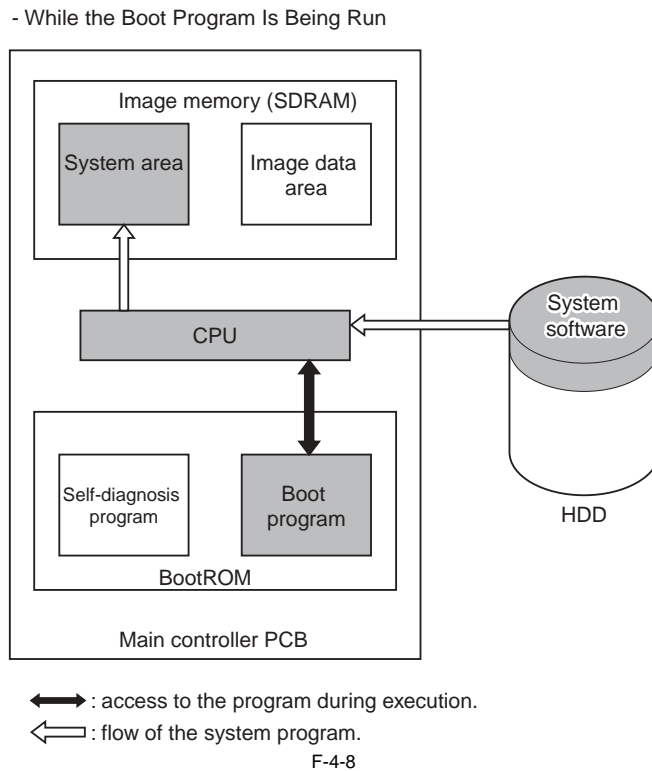 - While the Boot Program Is Being Run
Image memory (SDRAM)
System area
Image data
area
CPU
System
software
Self-diagnosis
program
Boot
program
HDD
BootROM
Main controller PCB
: access to the program during execution.
: flow of the system program.
F-4-8